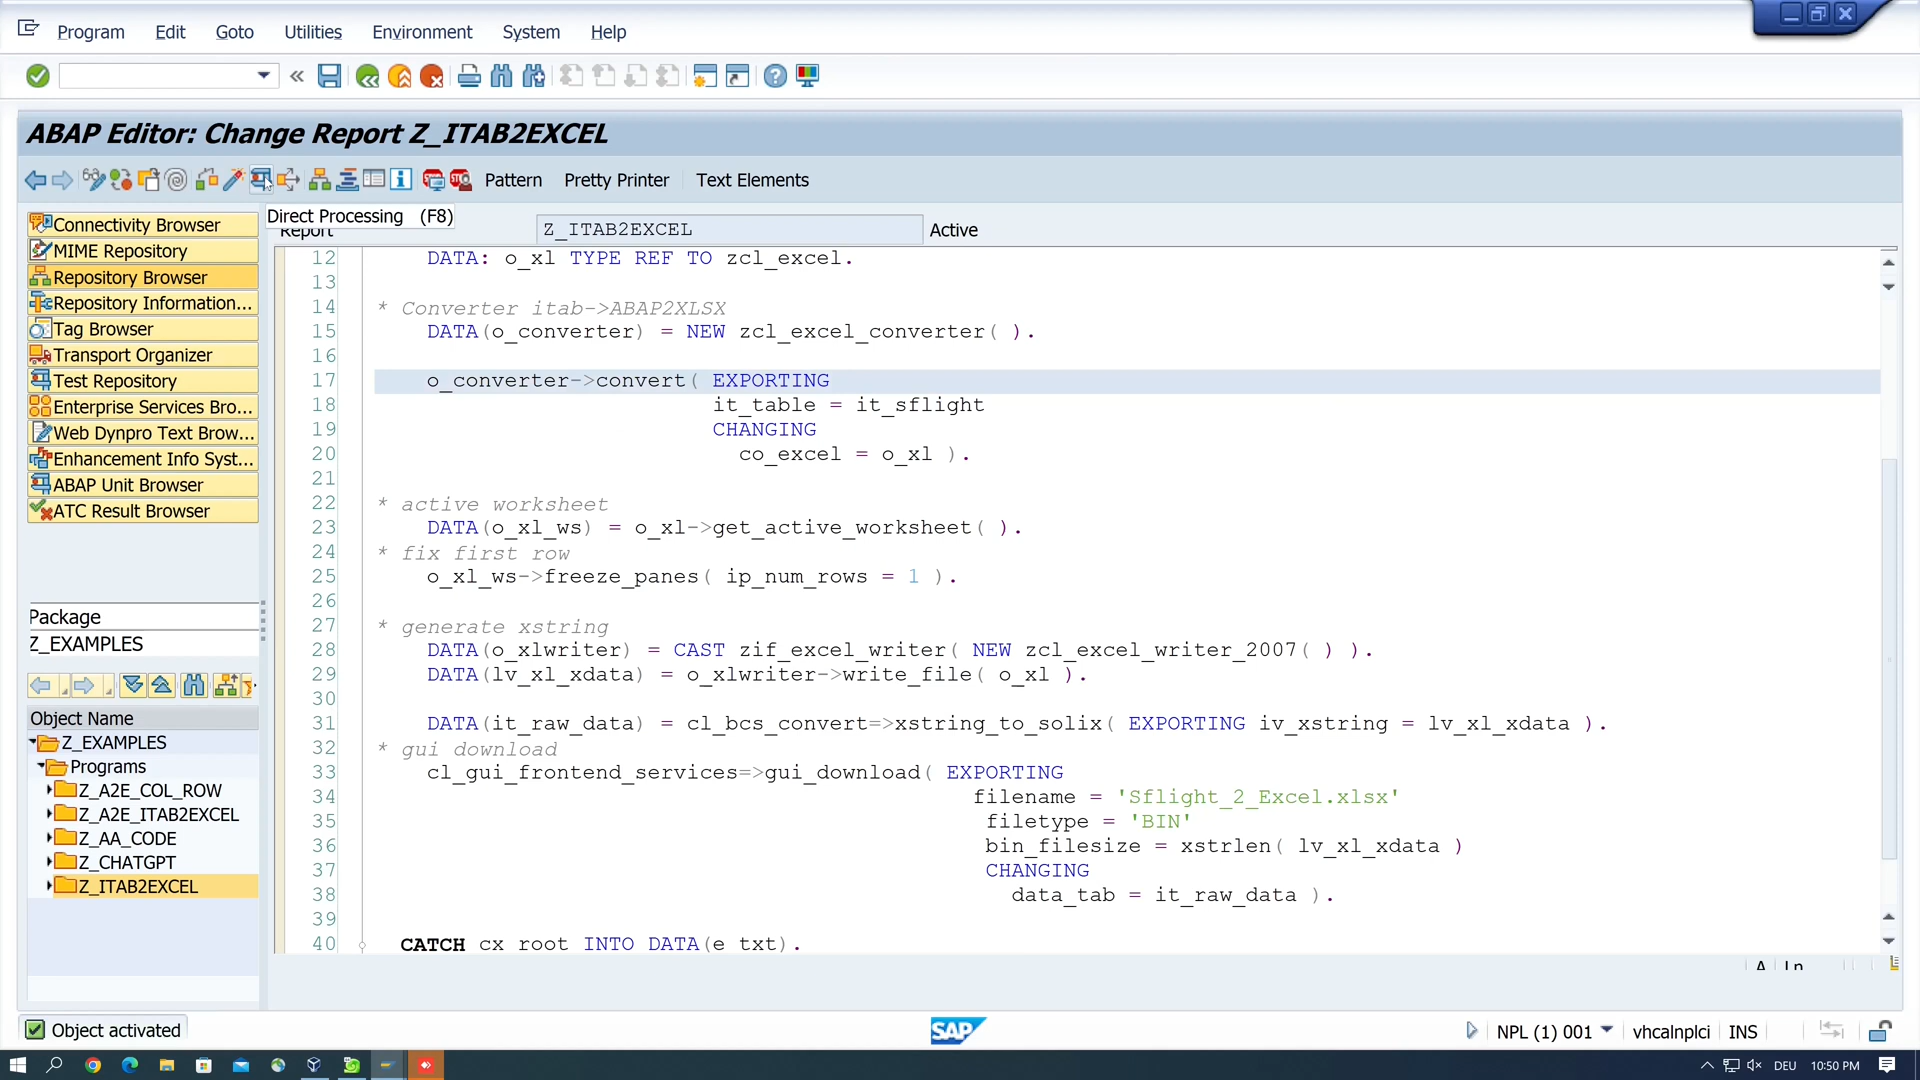 Program Edit Goto Utilities Environment System Help
ABAP Editor: Change Report Z_ITAB2EXCEL
Pattern Pretty Printer Text Elements
Direct Processing (F8)
Report Z_ITAB2EXCEL Active
Connectivity Browser
MIME Repository
Repository Browser
Repository Information...
Tag Browser
Transport Organizer
Test Repository
Enterprise Services Bro...
Web Dynpro Text Brow...
Enhancement Info Syst...
ABAP Unit Browser
ATC Result Browser
Package
Z_EXAMPLES
Object Name
Z_EXAMPLES
Programs
Z_A2E_COL_ROW
Z_A2E_ITAB2EXCEL
Z_AA_CODE
Z_CHATGPT
Z_ITAB2EXCEL
12 DATA: o_xl TYPE REF TO zcl_excel.
13
14 * Converter itab->ABAP2XLSX
15 DATA(o_converter) = NEW zcl_excel_converter( ).
16
17 o_converter->convert( EXPORTING
18 it_table = it_sflight
19 CHANGING
20 co_excel = o_xl ).
21
22 * active worksheet
23 DATA(o_xl_ws) = o_xl->get_active_worksheet( ).
24 * fix first row
25 o_xl_ws->freeze_panes( ip_num_rows = 1 ).
26
27 * generate xstring
28 DATA(o_xlwriter) = CAST zif_excel_writer( NEW zcl_excel_writer_2007( ) ).
29 DATA(lv_xl_xdata) = o_xlwriter->write_file( o_xl ).
30
31 DATA(it_raw_data) = cl_bcs_convert=>xstring_to_solix( EXPORTING iv_xstring = lv_xl_xdata ).
32 * gui download
33 cl_gui_frontend_services=>gui_download( EXPORTING
34 filename = 'Sflight_2_Excel.xlsx'
35 filetype = 'BIN'
36 bin_filesize = xstrlen( lv_xl_xdata )
37 CHANGING
38 data_tab = it_raw_data ).
39
40 CATCH cx_root INTO DATA(e_txt).
A Ln
Object activated
SAP
NPL (1) 001 vhcalnplci INS
DEU 10:50 PM